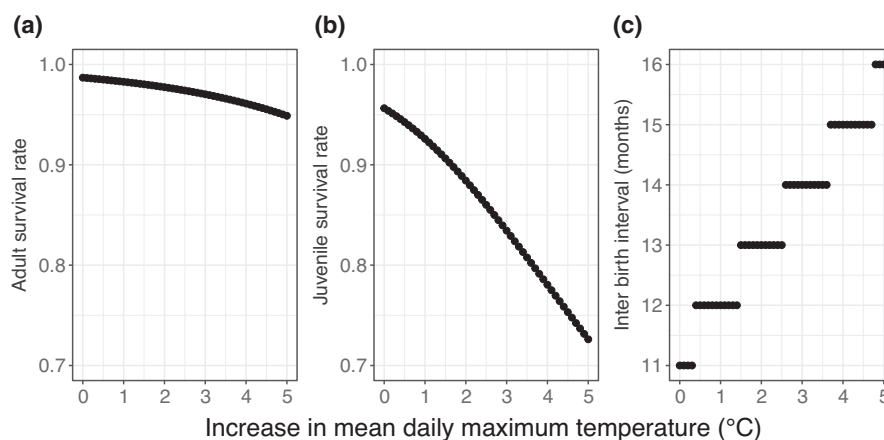 (a)
(b)
(c)
Adult survival rate
1.0
0.9
0.8
0.7
0 1 2 3 4 5
Juvenile survival rate
1.0
0.9
0.8
0.7
0 1 2 3 4 5
Inter birth interval (months)
16
15
14
13
12
11
0 1 2 3 4 5
Increase in mean daily maximum temperature (°C)